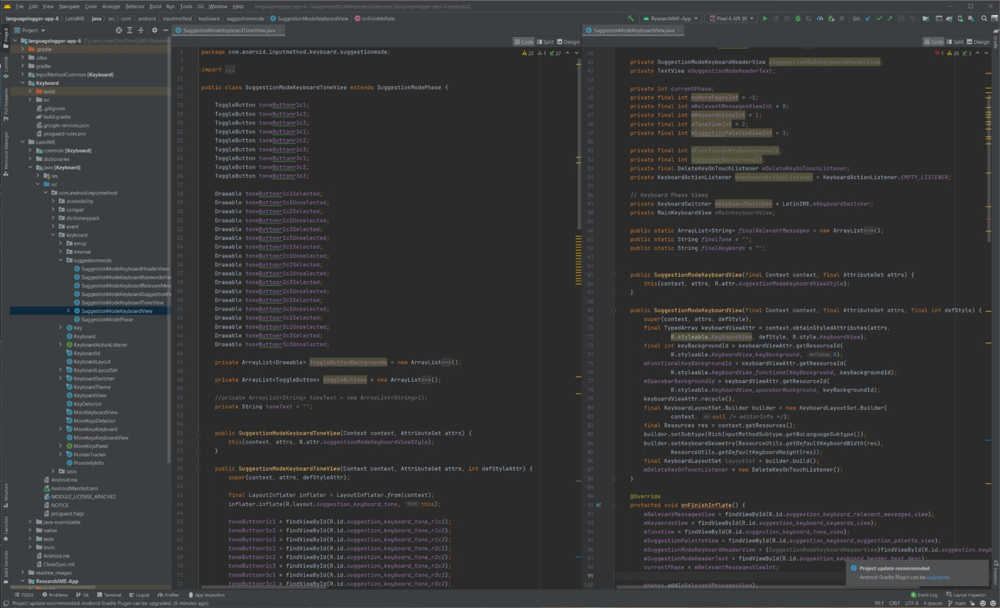 File Edit View Navigate Code Analyze Refactor Build Run Tools Git Window Help languagelogger-app-6 - SuggestionModeKeyboardView.java [languagelogger-app-6.Keyboard]
languagelogger-app-6 LatinIME java src com android inputmethod keyboard suggestionmode SuggestionModeKeyboardView onFinishInflate ResearchIME-App Pixel 6 API 30 Git:
Project
SuggestionModeKeyboardToneView.java
SuggestionModeKeyboardView.java
Code Split Design
Code Split Design
25 1 27
1 26 3
Project
Commit
Pull Requests
Resource Manager
Structure
Favorites
Build Variants
Gradle
Emulator
languagelogger-app-6
.gradle
.idea
gradle
InputMethodCommon [Keyboard]
Keyboard
build
src
.gitignore
build.gradle
google-services.json
proguard-rules.pro
LatinIME
common [Keyboard]
dictionaries
java [Keyboard]
res
src
com.android.inputmethod
accessibility
compat
dictionarypack
event
keyboard
emoji
internal
suggestionmode
SuggestionModeKeyboardHeaderView
SuggestionModeKeyboardKeywordsVie
SuggestionModeKeyboardRelevantMes
SuggestionModeKeyboardSuggestionPa
SuggestionModeKeyboardToneView
SuggestionModeKeyboardView
SuggestionModePhase
Key
Keyboard
KeyboardActionListener
KeyboardId
KeyboardLayout
KeyboardLayoutSet
KeyboardSwitcher
KeyboardTheme
KeyboardView
KeyDetector
MainKeyboardView
MoreKeysDetector
MoreKeysKeyboard
MoreKeysKeyboardView
MoreKeysPanel
PointerTracker
ProximityInfo
latin
Android.mk
AndroidManifest.xml
MODULE_LICENSE_APACHE2
NOTICE
proguard.flags
java-overridable
native
tests
tools
Android.mk
CleanSpec.mk
readme_images
ResearchIME-App
1 package com.android.inputmethod.keyboard.suggestionmode;
2
3 import ...
15
16 public class SuggestionModeKeyboardToneView extends SuggestionModePhase {
17
18 ToggleButton toneButtonr1c1;
19 ToggleButton toneButtonr1c2;
20 ToggleButton toneButtonr1c3;
21 ToggleButton toneButtonr2c1;
22 ToggleButton toneButtonr2c2;
23 ToggleButton toneButtonr2c3;
24 ToggleButton toneButtonr3c1;
25 ToggleButton toneButtonr3c2;
26 ToggleButton toneButtonr3c3;
27
28 Drawable toneButtonr1c1Selected;
29 Drawable toneButtonr1c1Unselected;
30 Drawable toneButtonr1c2Selected;
31 Drawable toneButtonr1c2Unselected;
32 Drawable toneButtonr1c3Selected;
33 Drawable toneButtonr1c3Unselected;
34 Drawable toneButtonr2c1Selected;
35 Drawable toneButtonr2c1Unselected;
36 Drawable toneButtonr2c2Selected;
37 Drawable toneButtonr2c2Unselected;
38 Drawable toneButtonr2c3Selected;
39 Drawable toneButtonr2c3Unselected;
40 Drawable toneButtonr3c1Selected;
41 Drawable toneButtonr3c1Unselected;
42 Drawable toneButtonr3c2Selected;
43 Drawable toneButtonr3c2Unselected;
44 Drawable toneButtonr3c3Selected;
45 Drawable toneButtonr3c3Unselected;
46
47 private ArrayList<Drawable> toggleButtonBackgrounds = new ArrayList<~>();
48
49 private ArrayList<ToggleButton> toggleButtons = new ArrayList<~>();
50
51 //private ArrayList<String> toneText = new ArrayList<String>();
52 private String toneText = "";
53
54
55 public SuggestionModeKeyboardToneView(Context context, AttributeSet attrs) {
56 this(context, attrs, R.attr.suggestionModeKeyboardViewStyle);
57 }
58
59 public SuggestionModeKeyboardToneView(Context context, AttributeSet attrs, int defStyleAttr) {
60 super(context, attrs, defStyleAttr);
61
62 final LayoutInflater inflater = LayoutInflater.from(context);
63 inflater.inflate(R.layout.suggestion_keyboard_tone, root: this);
64
65 toneButtonr1c1 = findViewById(R.id.suggestion_keyboard_tone_r1c1);
66 toneButtonr1c2 = findViewById(R.id.suggestion_keyboard_tone_r1c2);
67 toneButtonr1c3 = findViewById(R.id.suggestion_keyboard_tone_r1c3);
68 toneButtonr2c1 = findViewById(R.id.suggestion_keyboard_tone_r2c1);
69 toneButtonr2c2 = findViewById(R.id.suggestion_keyboard_tone_r2c2);
70 toneButtonr2c3 = findViewById(R.id.suggestion_keyboard_tone_r2c3);
71 toneButtonr3c1 = findViewById(R.id.suggestion_keyboard_tone_r3c1);
72 toneButtonr3c2 = findViewById(R.id.suggestion_keyboard_tone_r3c2);
40
41 private SuggestionModeKeyboardHeaderView mSuggestionModeKeyboardHeaderView;
42 private TextView mSuggestionModeHeaderText;
43
44 private int currentPhase;
45 private final int noMorePagesInt = -1;
46 private final int mRelevantMessagesViewInt = 0;
47 private final int mKeywordsViewInt = 1;
48 private final int mToneViewInt = 2;
49 private final int mSuggetionPaletteViewInt = 3;
50
51 private final int mFunctionalKeyBackgroundId;
52 private final int mSpacebarBackgroundId;
53 private final DeleteKeyOnTouchListener mDeleteKeyOnTouchListener;
54 private KeyboardActionListener mKeyboardActionListener = KeyboardActionListener.EMPTY_LISTENER;
55
56 // Keyboard Phase Views
57 private KeyboardSwitcher mKeyboardSwitcher = LatinIME.mKeyboardSwitcher;
58 private MainKeyboardView mMainKeyboardView;
59
60 public static ArrayList<String> finalRelevantMessages = new ArrayList<~>();
61 public static String finalTone = "";
62 public static String finalKeywords = "";
63
64
65 public SuggestionModeKeyboardView(final Context context, final AttributeSet attrs) {
66 this(context, attrs, R.attr.suggestionModeKeyboardViewStyle);
67 }
68
69 public SuggestionModeKeyboardView(final Context context, final AttributeSet attrs, final int defStyle) {
70 super(context, attrs, defStyle);
71 final TypedArray keyboardViewAttr = context.obtainStyledAttributes(attrs,
72 R.styleable.KeyboardView, defStyle, R.style.KeyboardView);
73 final int keyBackgroundId = keyboardViewAttr.getResourceId(
74 R.styleable.KeyboardView_keyBackground, defValue: 0);
75 mFunctionalKeyBackgroundId = keyboardViewAttr.getResourceId(
76 R.styleable.KeyboardView_functionalKeyBackground, keyBackgroundId);
77 mSpacebarBackgroundId = keyboardViewAttr.getResourceId(
78 R.styleable.KeyboardView_spacebarBackground, keyBackgroundId);
79 keyboardViewAttr.recycle();
80 final KeyboardLayoutSet.Builder builder = new KeyboardLayoutSet.Builder(
81 context, ei: null /* editorInfo */);
82 final Resources res = context.getResources();
83 builder.setSubtype(RichInputMethodSubtype.getNoLanguageSubtype());
84 builder.setKeyboardGeometry(ResourceUtils.getDefaultKeyboardWidth(res),
85 ResourceUtils.getDefaultKeyboardHeight(res));
86 final KeyboardLayoutSet layoutSet = builder.build();
87 mDeleteKeyOnTouchListener = new DeleteKeyOnTouchListener();
88 }
89
90 @Override
91 protected void onFinishInflate() {
92 mRelevantMessagesView = findViewById(R.id.suggestion_keyboard_relevant_messages_view);
93 mKeywordsView = findViewById(R.id.suggestion_keyboard_keywords_view);
94 mToneView = findViewById(R.id.suggestion_keyboard_tone_view);
95 mSuggestionPaletteView = findViewById(R.id.suggestion_keyboard_suggestion_palette_view);
96 mSuggestionModeKeyboardHeaderView = (SuggestionModeKeyboardHeaderView)findViewById(R.id.suggestion_keyb
97 mSuggestionModeHeaderText = findViewById(R.id.suggestion_keyboard_header_text_desc);
98 currentPhase = mRelevantMessagesViewInt;
99
100 phases.add(mRelevantMessagesView);
Project update recommended
Android Gradle Plugin can be upgraded.
TODO Problems Git Terminal Logcat Profiler App Inspection Event Log Layout Inspector
Project update recommended: Android Gradle Plugin can be upgraded. (6 minutes ago) 99:1 CRLF UTF-8 4 spaces main